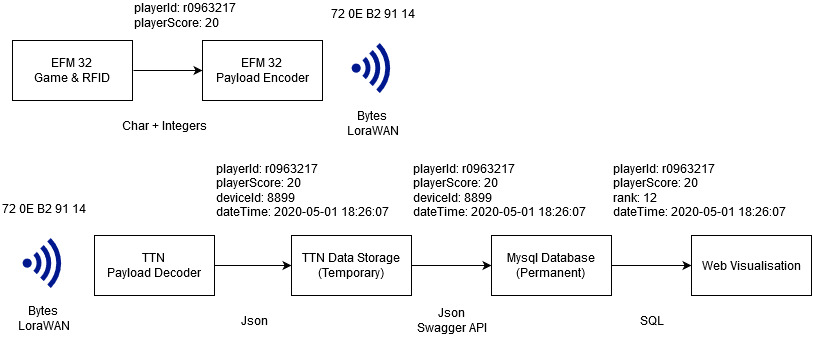 playerId: r0963217
playerScore: 20
72 0E B2 91 14
EFM 32
Game & RFID
EFM 32
Payload Encoder
Bytes
LoraWAN
Char + Integers
playerId: r0963217
playerScore: 20
deviceId: 8899
dateTime: 2020-05-01 18:26:07
playerId: r0963217
playerScore: 20
deviceId: 8899
dateTime: 2020-05-01 18:26:07
playerId: r0963217
playerScore: 20
rank: 12
dateTime: 2020-05-01 18:26:07
72 0E B2 91 14
TTN
Payload Decoder
TTN Data Storage
(Temporary)
Mysql Database
(Permanent)
Web Visualisation
Bytes
LoraWAN
Json
Json
Swagger API
SQL